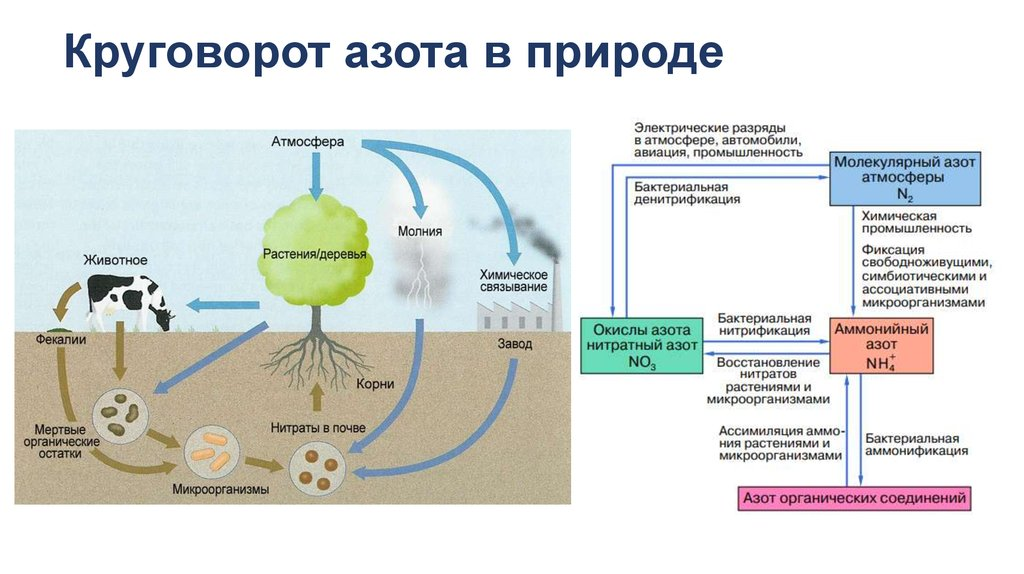 Круговорот азота в природе
Атмосфера
Молния
Растения/деревья
Животное
Химическое
связывание
Фекалии
Завод
Корни
Мертвые
органические
остатки
Нитраты в почве
Микроорганизмы
Электрические разряды
в атмосфере, автомобили,
авиация, промышленность
Молекулярный азот
атмосферы
N₂
Бактериальная
денитрификация
Химическая
промышленность
Фиксация
свободноживущими,
симбиотическими и
ассоциативными
микроорганизмами
Окислы азота
нитратный азот
NO₃
Бактериальная
нитрификация
Аммонийный
азот
NH₄⁺
Восстановление
нитратов
растениями и
микроорганизмами
Ассимиляция аммо-
ния растениями и
микроорганизмами
Бактериальная
аммонификация
Азот органических соединений